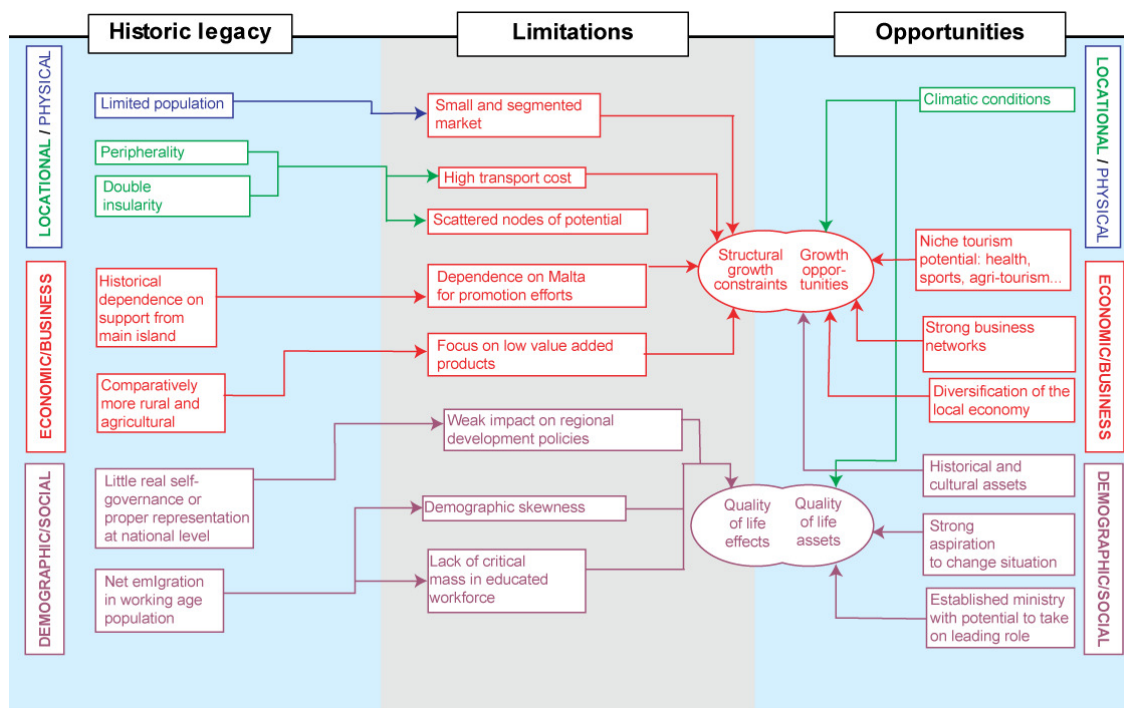 Historic legacy
Limitations
Opportunities
LOCATIONAL / PHYSICAL
Limited population
Peripherality
Double
insularity
Small and segmented
market
High transport cost
Scattered nodes of potential
Climatic conditions
LOCATIONAL / PHYSICAL
ECONOMIC/BUSINESS
Historical
dependence on
support from
main island
Comparatively
more rural and
agricultural
Dependence on Malta
for promotion efforts
Focus on low value added
products
Structural
growth
constraints
Growth
oppor-
tunities
Niche tourism
potential: health,
sports, agri-tourism...
Strong business
networks
Diversification of the
local economy
ECONOMIC/BUSINESS
DEMOGRAPHIC/SOCIAL
Little real self-
governance or
proper representation
at national level
Net emIgration
in working age
population
Weak impact on regional
development policies
Demographic skewness
Lack of critical
mass in educated
workforce
Quality
of life
effects
Quality
of life
assets
Historical and
cultural assets
Strong
aspiration
to change situation
Established ministry
with potential to take
on leading role
DEMOGRAPHIC/SOCIAL